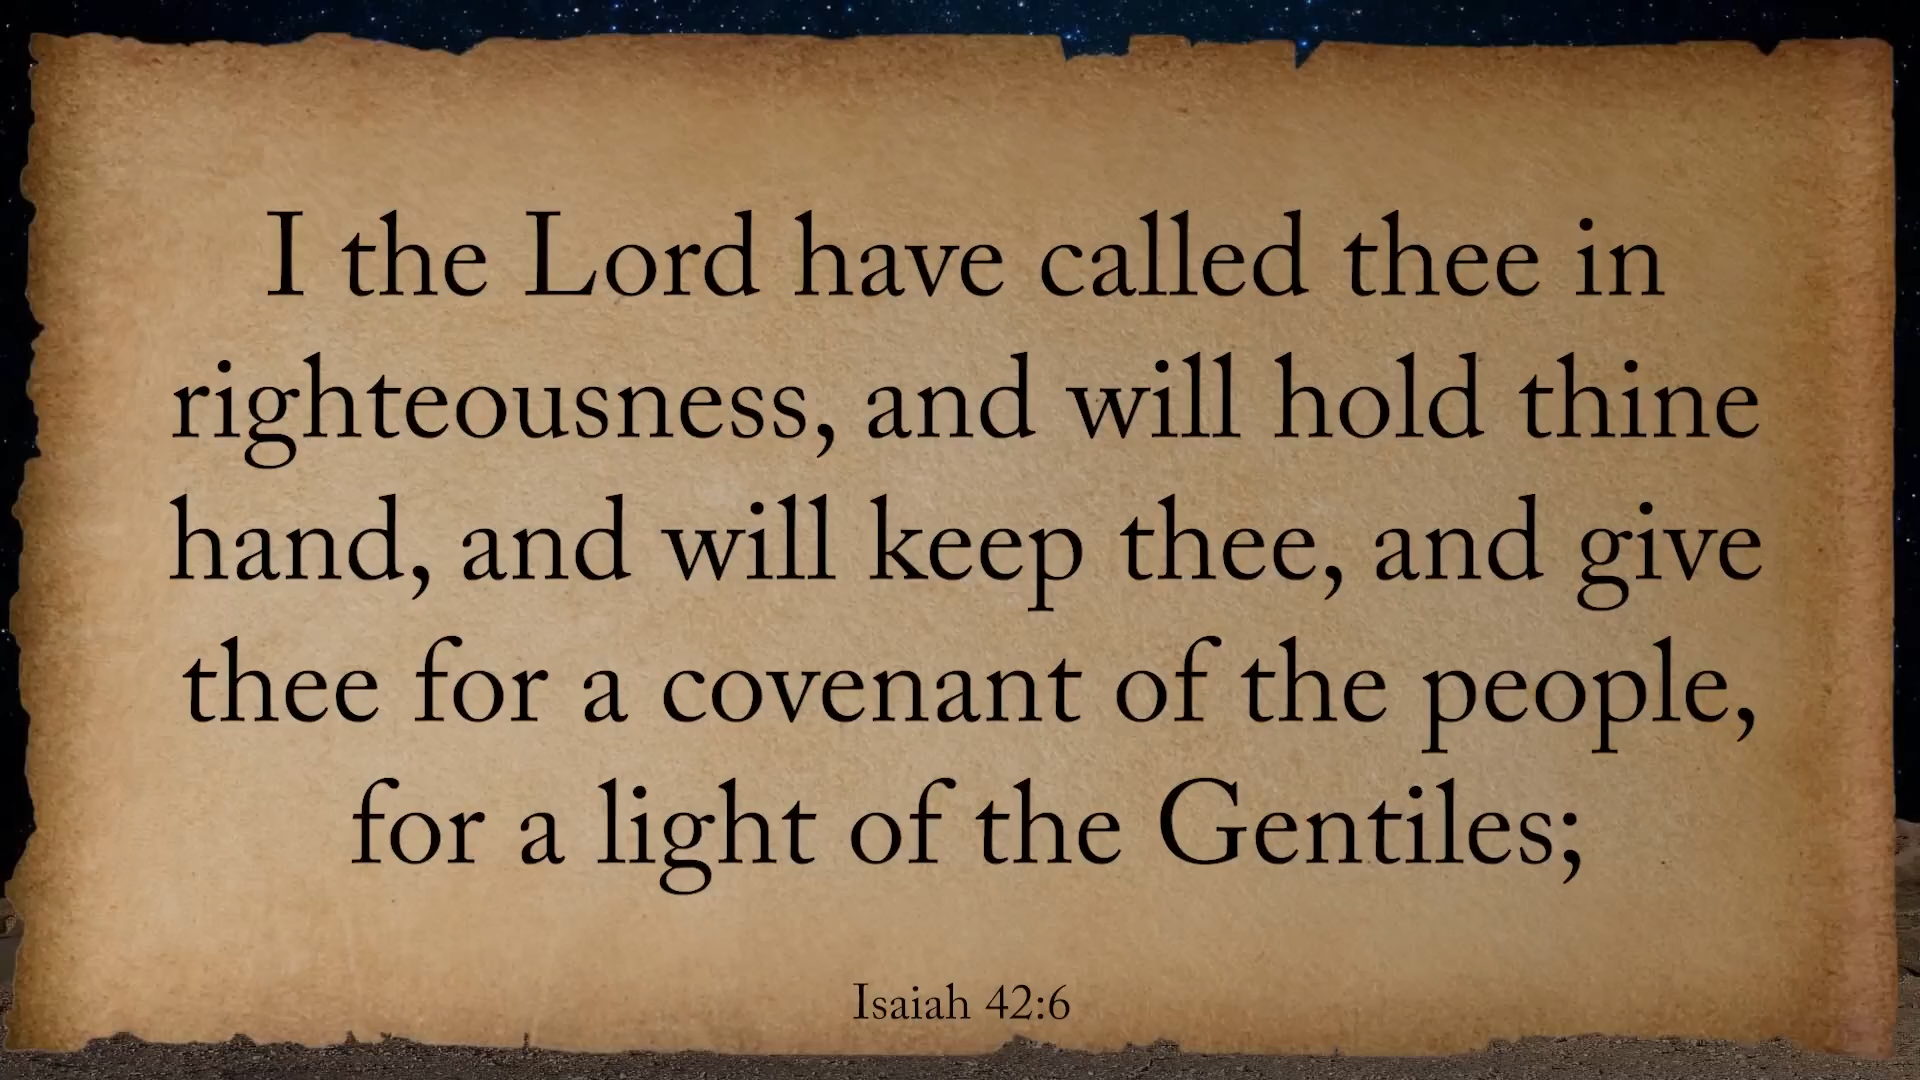 I the Lord have called thee in
righteousness, and will hold thine
hand, and will keep thee, and give
thee for a covenant of the people,
for a light of the Gentiles;
Isaiah 42:6